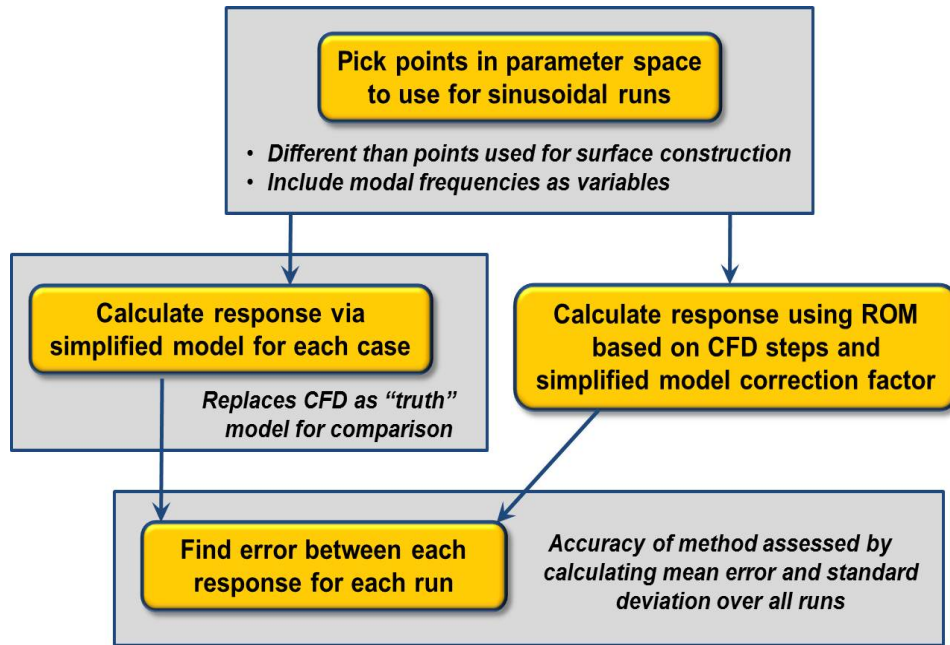 Pick points in parameter space
to use for sinusoidal runs
• Different than points used for surface construction
• Include modal frequencies as variables
Calculate response via
simplified model for each case
Replaces CFD as “truth”
model for comparison
Calculate response using ROM
based on CFD steps and
simplified model correction factor
Find error between each
response for each run
Accuracy of method assessed by
calculating mean error and standard
deviation over all runs